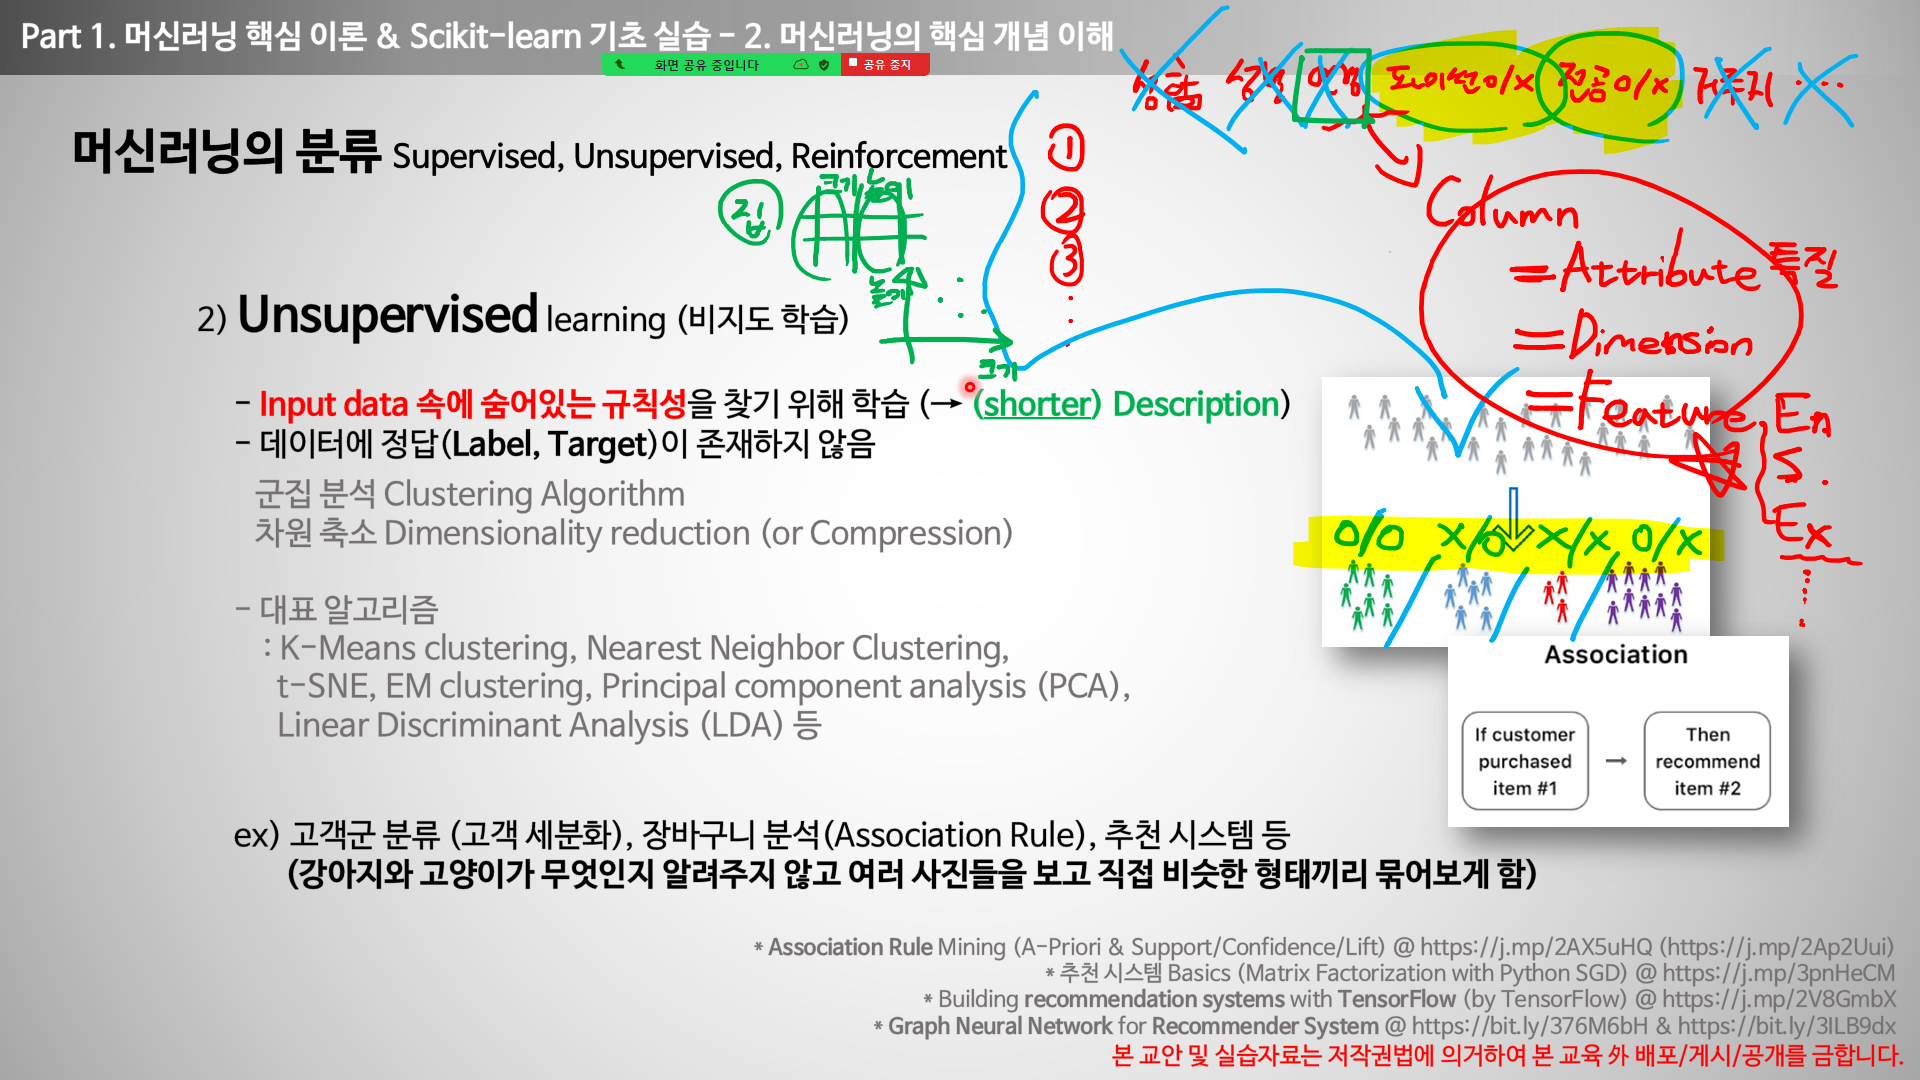 Part 1. 머신러닝 핵심 이론 & Scikit-learn 기초 실습 - 2. 머신러닝의 핵심 개념 이해
화면 공유 중입니다 공유 중지
성함 성별 연령 도이선O/X 전공O/X 거주지 ...
머신러닝의 분류 Supervised, Unsupervised, Reinforcement
①
②
③
집 크기 높이
높이
크기
Column
=Attribute 특질
=Dimension
=Feature
En
S.
Ex
2) Unsupervised learning (비지도 학습)
- Input data 속에 숨어있는 규칙성을 찾기 위해 학습 (→ (shorter) Description)
- 데이터에 정답(Label, Target)이 존재하지 않음
군집 분석 Clustering Algorithm
차원 축소 Dimensionality reduction (or Compression)
O/O X/O X/X O/X
- 대표 알고리즘
: K-Means clustering, Nearest Neighbor Clustering,
t-SNE, EM clustering, Principal component analysis (PCA),
Linear Discriminant Analysis (LDA) 등
Association
If customer purchased item #1 → Then recommend item #2
ex) 고객군 분류 (고객 세분화), 장바구니 분석(Association Rule), 추천 시스템 등
(강아지와 고양이가 무엇인지 알려주지 않고 여러 사진들을 보고 직접 비슷한 형태끼리 묶어보게 함)
* Association Rule Mining (A-Priori & Support/Confidence/Lift) @ https://j.mp/2AX5uHQ (https://j.mp/2Ap2Uui)
* 추천 시스템 Basics (Matrix Factorization with Python SGD) @ https://j.mp/3pnHeCM
* Building recommendation systems with TensorFlow (by TensorFlow) @ https://j.mp/2V8GmbX
* Graph Neural Network for Recommender System @ https://bit.ly/376M6bH & https://bit.ly/3ILB9dx
본 교안 및 실습자료는 저작권법에 의거하여 본 교육 外 배포/게시/공개를 금합니다.